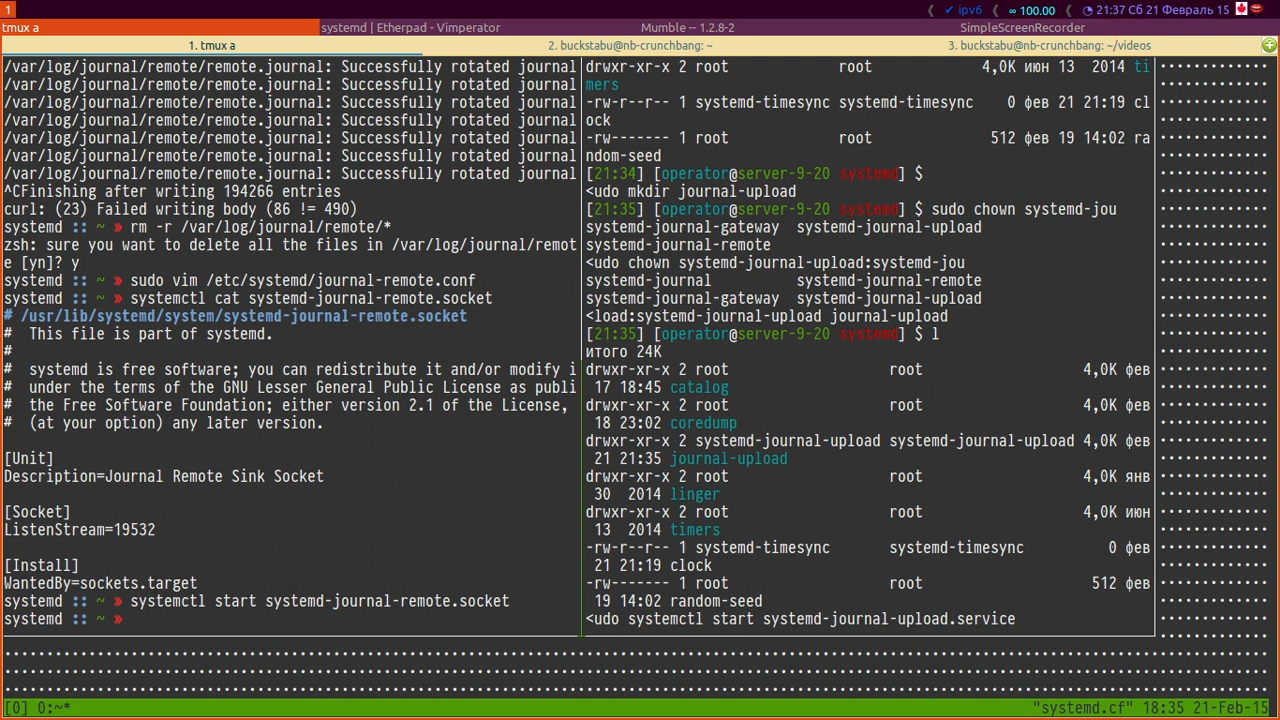 1
✔ ipv6 ∞ 100.00 21:37 Сб 21 Февраль 15
tmux a
systemd | Etherpad - Vimperator
Mumble -- 1.2.8-2
SimpleScreenRecorder
1. tmux a
2. buckstabu@nb-crunchbang: ~
3. buckstabu@nb-crunchbang: ~/videos
/var/log/journal/remote/remote.journal: Successfully rotated journal
/var/log/journal/remote/remote.journal: Successfully rotated journal
/var/log/journal/remote/remote.journal: Successfully rotated journal
/var/log/journal/remote/remote.journal: Successfully rotated journal
/var/log/journal/remote/remote.journal: Successfully rotated journal
/var/log/journal/remote/remote.journal: Successfully rotated journal
/var/log/journal/remote/remote.journal: Successfully rotated journal
^CFinishing after writing 194266 entries
curl: (23) Failed writing body (86 != 490)
systemd :: ~ » rm -r /var/log/journal/remote/*
zsh: sure you want to delete all the files in /var/log/journal/remot
e [yn]? y
systemd :: ~ » sudo vim /etc/systemd/journal-remote.conf
systemd :: ~ » systemctl cat systemd-journal-remote.socket
# /usr/lib/systemd/system/systemd-journal-remote.socket
#  This file is part of systemd.
#
#  systemd is free software; you can redistribute it and/or modify i
#  under the terms of the GNU Lesser General Public License as publi
#  the Free Software Foundation; either version 2.1 of the License,
#  (at your option) any later version.
[Unit]
Description=Journal Remote Sink Socket
[Socket]
ListenStream=19532
[Install]
WantedBy=sockets.target
systemd :: ~ » systemctl start systemd-journal-remote.socket
systemd :: ~ »
drwxr-xr-x 2 root             root             4,0K июн 13  2014 ti
mers
-rw-r--r-- 1 systemd-timesync systemd-timesync    0 фев 21 21:19 cl
ock
-rw------- 1 root             root              512 фев 19 14:02 ra
ndom-seed
[21:34] [operator@server-9-20 systemd] $
<udo mkdir journal-upload
[21:35] [operator@server-9-20 systemd] $ sudo chown systemd-jou
systemd-journal-gateway  systemd-journal-upload
systemd-journal-remote
<udo chown systemd-journal-upload:systemd-jou
systemd-journal          systemd-journal-remote
systemd-journal-gateway  systemd-journal-upload
<load:systemd-journal-upload journal-upload
[21:35] [operator@server-9-20 systemd] $ l
итого 24K
drwxr-xr-x 2 root                   root                   4,0K фев
 17 18:45 catalog
drwxr-xr-x 2 root                   root                   4,0K фев
 18 23:02 coredump
drwxr-xr-x 2 systemd-journal-upload systemd-journal-upload 4,0K фев
 21 21:35 journal-upload
drwxr-xr-x 2 root                   root                   4,0K янв
 30  2014 linger
drwxr-xr-x 2 root                   root                   4,0K июн
 13  2014 timers
-rw-r--r-- 1 systemd-timesync       systemd-timesync          0 фев
 21 21:19 clock
-rw------- 1 root                   root                    512 фев
 19 14:02 random-seed
<udo systemctl start systemd-journal-upload.service
[0] 0:~*
"systemd.cf" 18:35 21-Feb-15